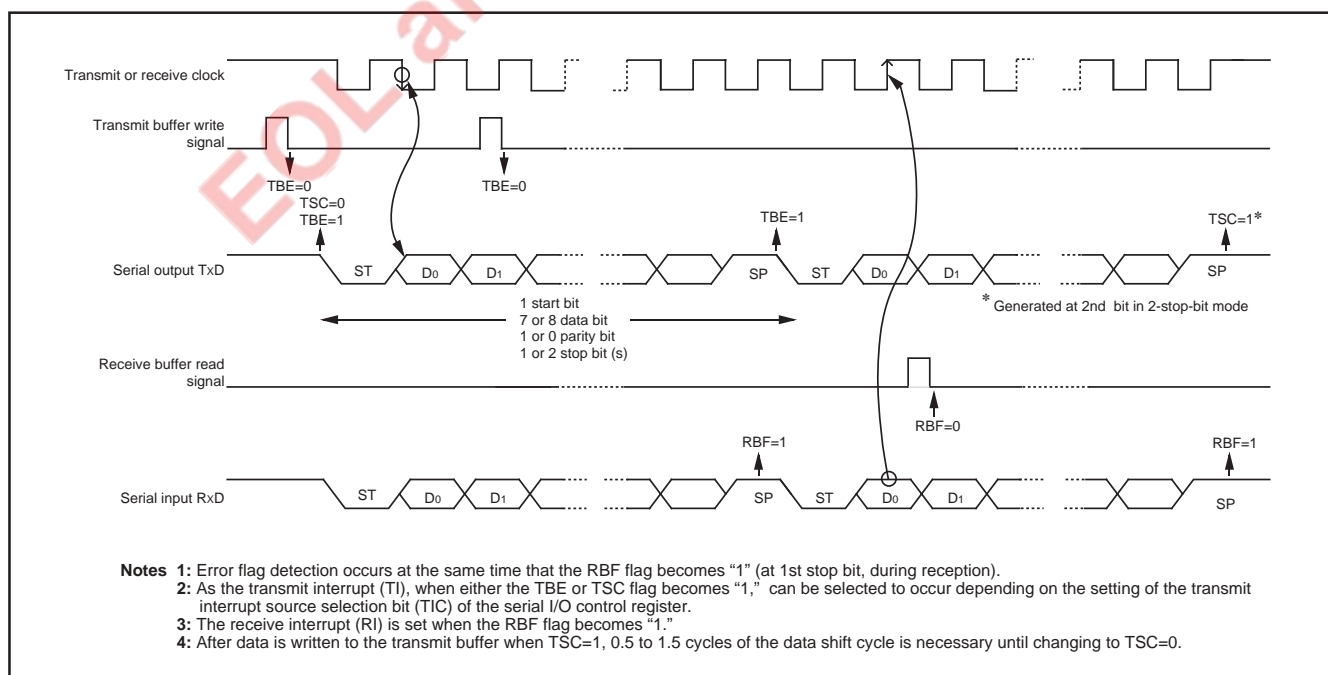 EOL an
Transmit or receive clock
Transmit buffer write
signal
TBE=0
TSC=0
TBE=1
TBE=0
TBE=1
TSC=1*
Serial output TxD
ST
D0
D1
SP
ST
D0
D1
SP
1 start bit
7 or 8 data bit
1 or 0 parity bit
1 or 2 stop bit (s)
* Generated at 2nd bit in 2-stop-bit mode
Receive buffer read
signal
RBF=0
RBF=1
RBF=1
Serial input RxD
ST
D0
D1
SP
ST
D0
D1
SP
Notes 1: Error flag detection occurs at the same time that the RBF flag becomes “1” (at 1st stop bit, during reception).
2: As the transmit interrupt (TI), when either the TBE or TSC flag becomes “1,” can be selected to occur depending on the setting of the transmit
interrupt source selection bit (TIC) of the serial I/O control register.
3: The receive interrupt (RI) is set when the RBF flag becomes “1.”
4: After data is written to the transmit buffer when TSC=1, 0.5 to 1.5 cycles of the data shift cycle is necessary until changing to TSC=0.